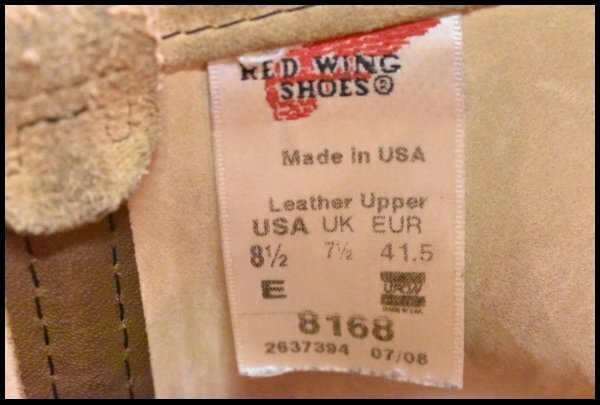 RED WING
SHOES®
Made in USA
Leather Upper
USA UK EUR
8½ 7½ 41.5
E UFCW
8168
2637394 07/08